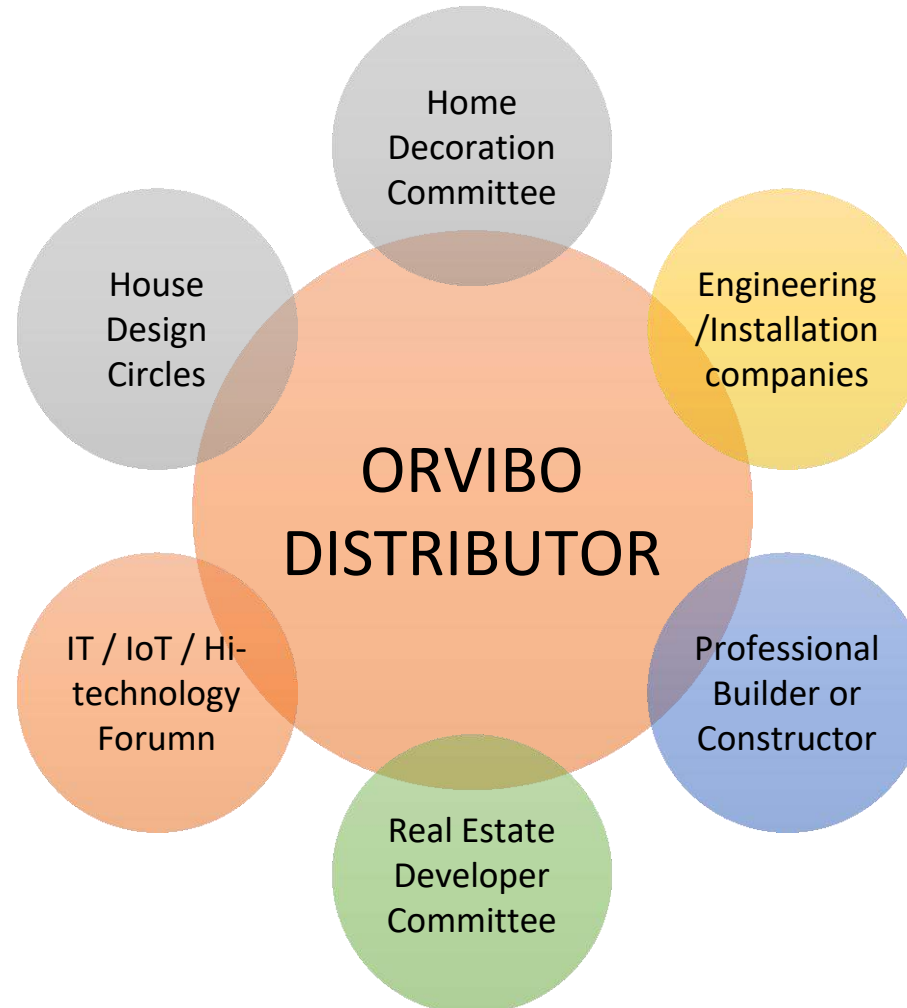 Home
Decoration
Committee
Engineering
/Installation
companies
Professional
Builder or
Constructor
Real Estate
Developer
Committee
IT / IoT / Hi-
technology
Forumn
House
Design
Circles
ORVIBO
DISTRIBUTOR